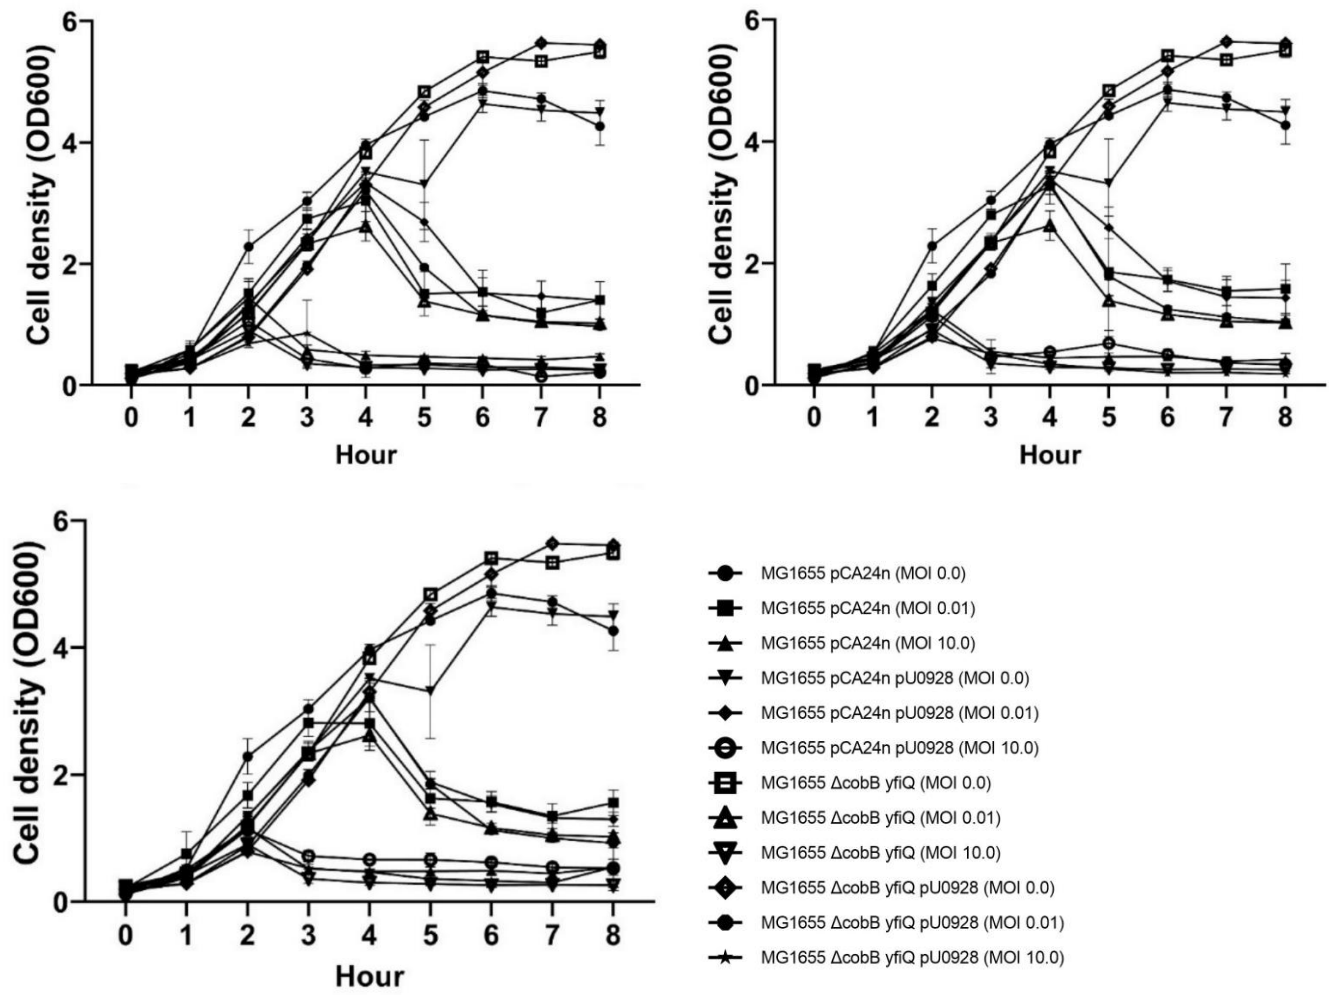 Cell density (OD600)
6
4
2
0
0 1 2 3 4 5 6 7 8
Hour
Cell density (OD600)
6
4
2
0
0 1 2 3 4 5 6 7 8
Hour
Cell density (OD600)
6
4
2
0
0 1 2 3 4 5 6 7 8
Hour
MG1655 pCA24n (MOI 0.0)
MG1655 pCA24n (MOI 0.01)
MG1655 pCA24n (MOI 10.0)
MG1655 pCA24n pU0928 (MOI 0.0)
MG1655 pCA24n pU0928 (MOI 0.01)
MG1655 pCA24n pU0928 (MOI 10.0)
MG1655 ΔcobB yfiQ (MOI 0.0)
MG1655 ΔcobB yfiQ (MOI 0.01)
MG1655 ΔcobB yfiQ (MOI 10.0)
MG1655 ΔcobB yfiQ pU0928 (MOI 0.0)
MG1655 ΔcobB yfiQ pU0928 (MOI 0.01)
MG1655 ΔcobB yfiQ pU0928 (MOI 10.0)